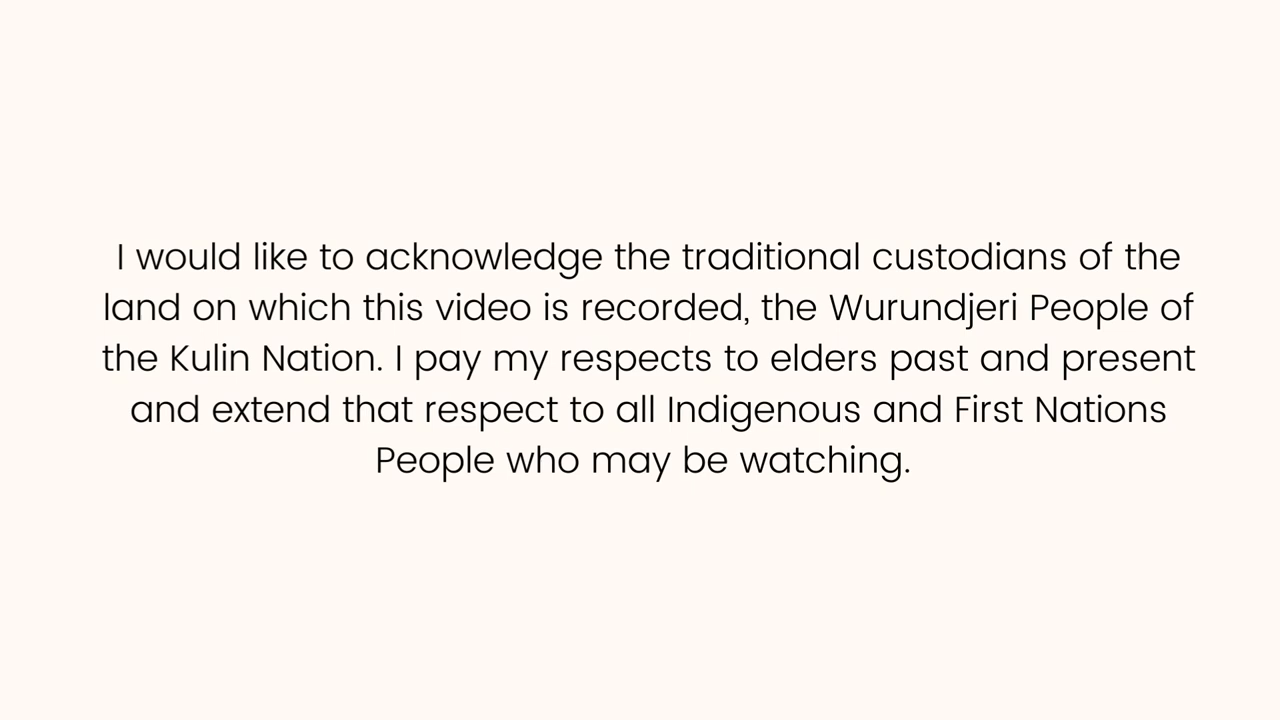 I would like to acknowledge the traditional custodians of the
land on which this video is recorded, the Wurundjeri People of
the Kulin Nation. I pay my respects to elders past and present
and extend that respect to all Indigenous and First Nations
People who may be watching.